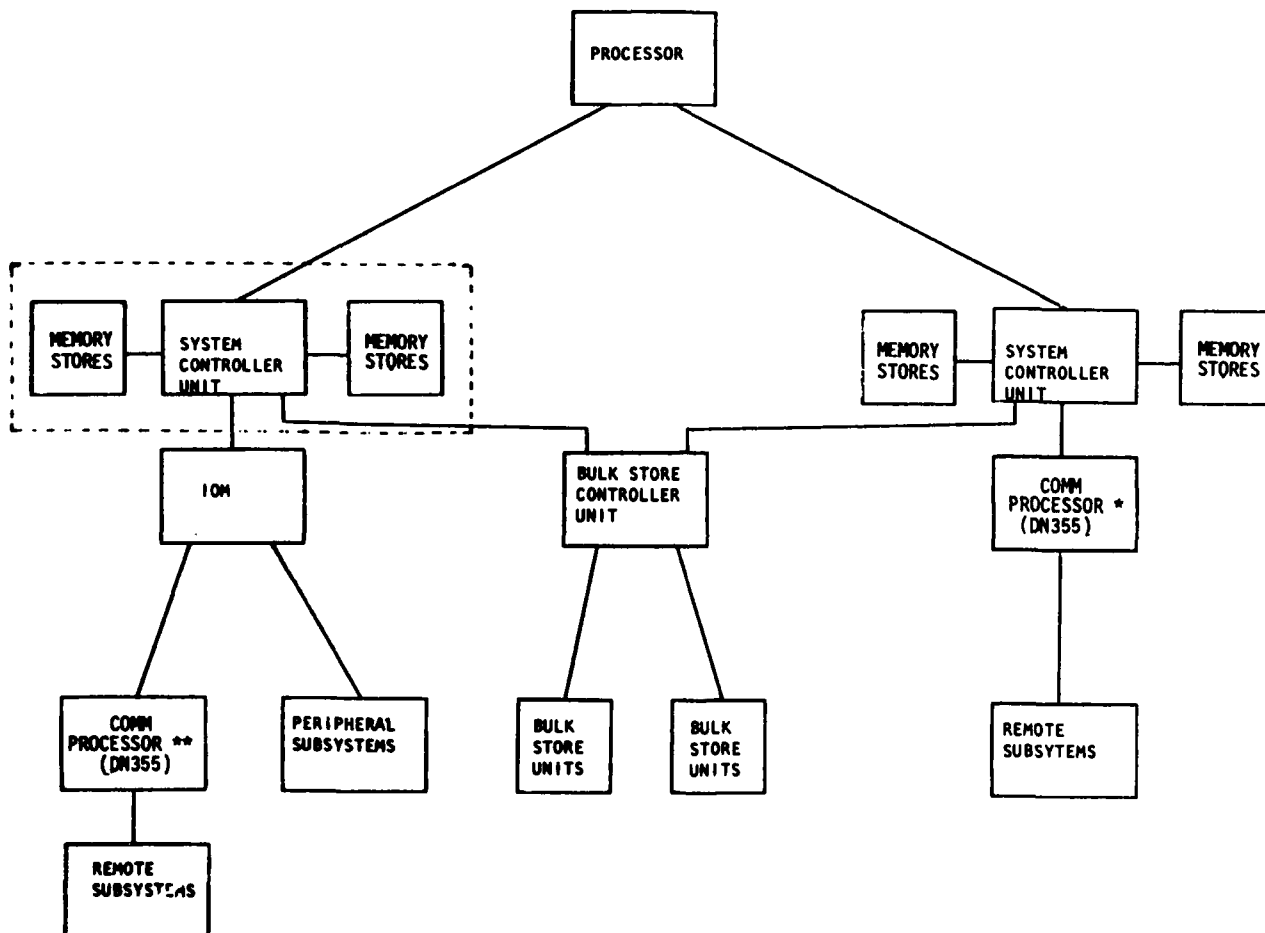 PROCESSOR
MEMORY
STORES
SYSTEM
CONTROLLER
UNIT
MEMORY
STORES
MEMORY
STORES
SYSTEM
CONTROLLER
UNIT
MEMORY
STORES
IOM
BULK STORE
CONTROLLER
UNIT
COMM
PROCESSOR *
(DN355)
COMM
PROCESSOR **
(DN355)
PERIPHERAL
SUBSYSTEMS
BULK
STORE
UNITS
BULK
STORE
UNITS
REMOTE
SUBSYTEMS
REMOTE
SUBSYSTEMS